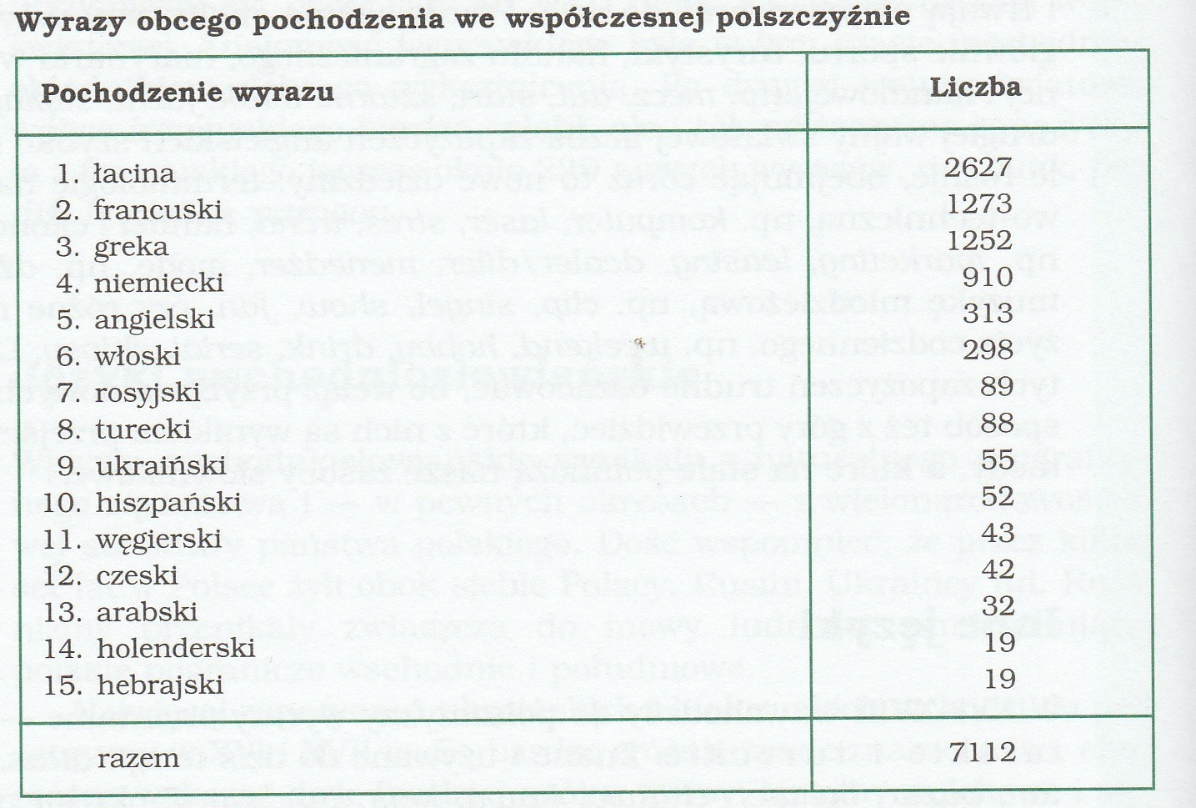 Wyrazy obcego pochodzenia we współczesnej polszczyźnie
Pochodzenie wyrazu Liczba
1. łacina 2627
2. francuski 1273
3. greka 1252
4. niemiecki 910
5. angielski 313
6. włoski 298
7. rosyjski 89
8. turecki 88
9. ukraiński 55
10. hiszpański 52
11. węgierski 43
12. czeski 42
13. arabski 32
14. holenderski 19
15. hebrajski 19
razem 7112